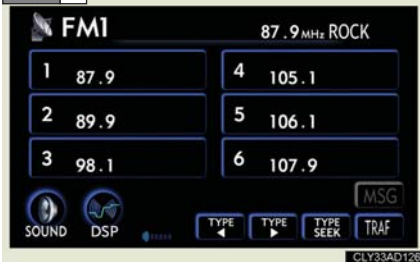 FM1
87.9 MHz ROCK
1 87.9
4 105.1
2 89.9
5 106.1
3 98.1
6 107.9
MSG
SOUND
DSP
TYPE ◀
TYPE ▶
TYPE SEEK
TRAF
CLY33AD126